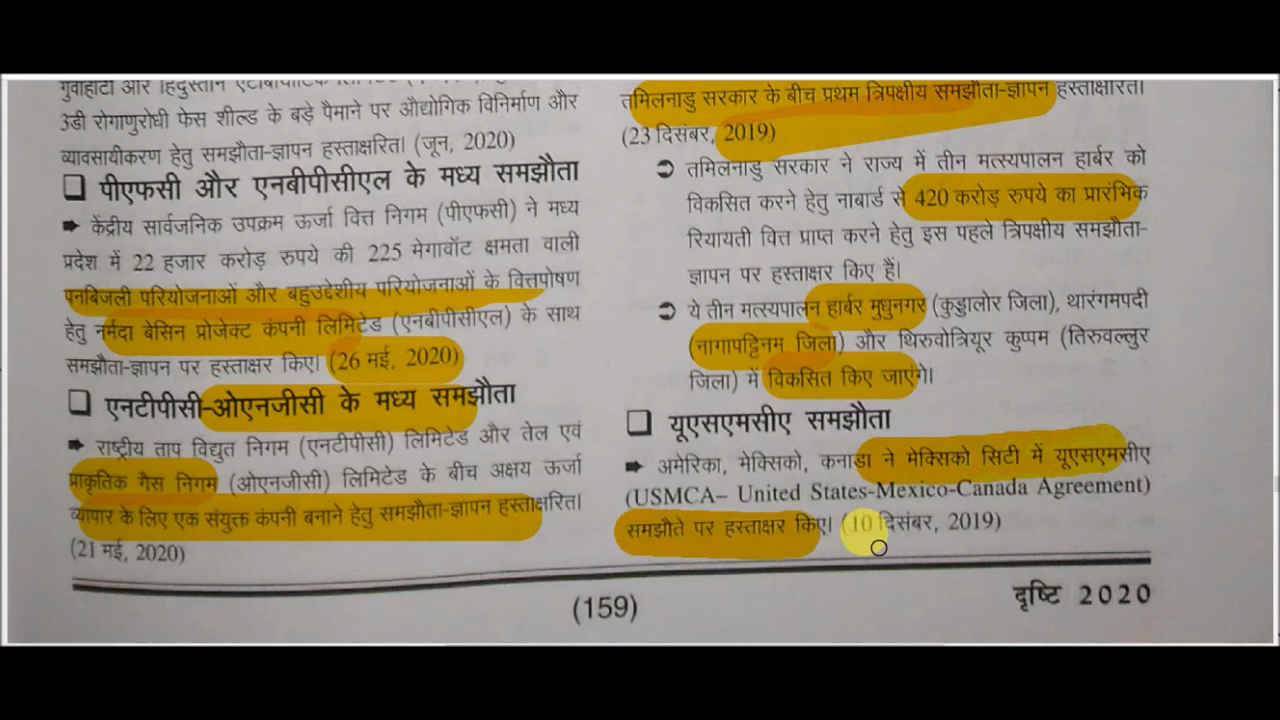 गुवाहाटी और हिंदुस्तान
3डी रोगाणुरोधी फेस शील्ड के बड़े पैमाने पर औद्योगिक विनिर्माण और
व्यावसायीकरण हेतु समझौता-ज्ञापन हस्ताक्षरित। (जून, 2020)
❑ पीएफसी और एनबीपीसीएल के मध्य समझौता
➡ केंद्रीय सार्वजनिक उपक्रम ऊर्जा वित्त निगम (पीएफसी) ने मध्य
प्रदेश में 22 हजार करोड़ रुपये की 225 मेगावॉट क्षमता वाली
पनबिजली परियोजनाओं और बहुउद्देशीय परियोजनाओं के वित्तपोषण
हेतु नर्मदा बेसिन प्रोजेक्ट कंपनी लिमिटेड (एनबीपीसीएल) के साथ
समझौता-ज्ञापन पर हस्ताक्षर किए। (26 मई, 2020)
❑ एनटीपीसी-ओएनजीसी के मध्य समझौता
➡ राष्ट्रीय ताप विद्युत निगम (एनटीपीसी) लिमिटेड और तेल एवं
प्राकृतिक गैस निगम (ओएनजीसी) लिमिटेड के बीच अक्षय ऊर्जा
व्यापार के लिए एक संयुक्त कंपनी बनाने हेतु समझौता-ज्ञापन हस्ताक्षरित।
(21 मई, 2020)
तमिलनाडु सरकार के बीच प्रथम त्रिपक्षीय समझौता-ज्ञापन हस्ताक्षरित।
(23 दिसंबर, 2019)
➲ तमिलनाडु सरकार ने राज्य में तीन मत्स्यपालन हार्बर को
विकसित करने हेतु नाबार्ड से 420 करोड़ रुपये का प्रारंभिक
रियायती वित्त प्राप्त करने हेतु इस पहले त्रिपक्षीय समझौता-
ज्ञापन पर हस्ताक्षर किए हैं।
➲ ये तीन मत्स्यपालन हार्बर मुधुनगर (कुड्डालोर जिला), थारंगमपदी
(नागापट्टिनम जिला) और थिरुवोत्रियूर कुप्पम (तिरुवल्लुर
जिला) में विकसित किए जाएंगे।
❑ यूएसएमसीए समझौता
➡ अमेरिका, मेक्सिको, कनाडा ने मेक्सिको सिटी में यूएसएमसीए
(USMCA– United States-Mexico-Canada Agreement)
समझौते पर हस्ताक्षर किए। (10 दिसंबर, 2019)
(159)
दृष्टि 2020